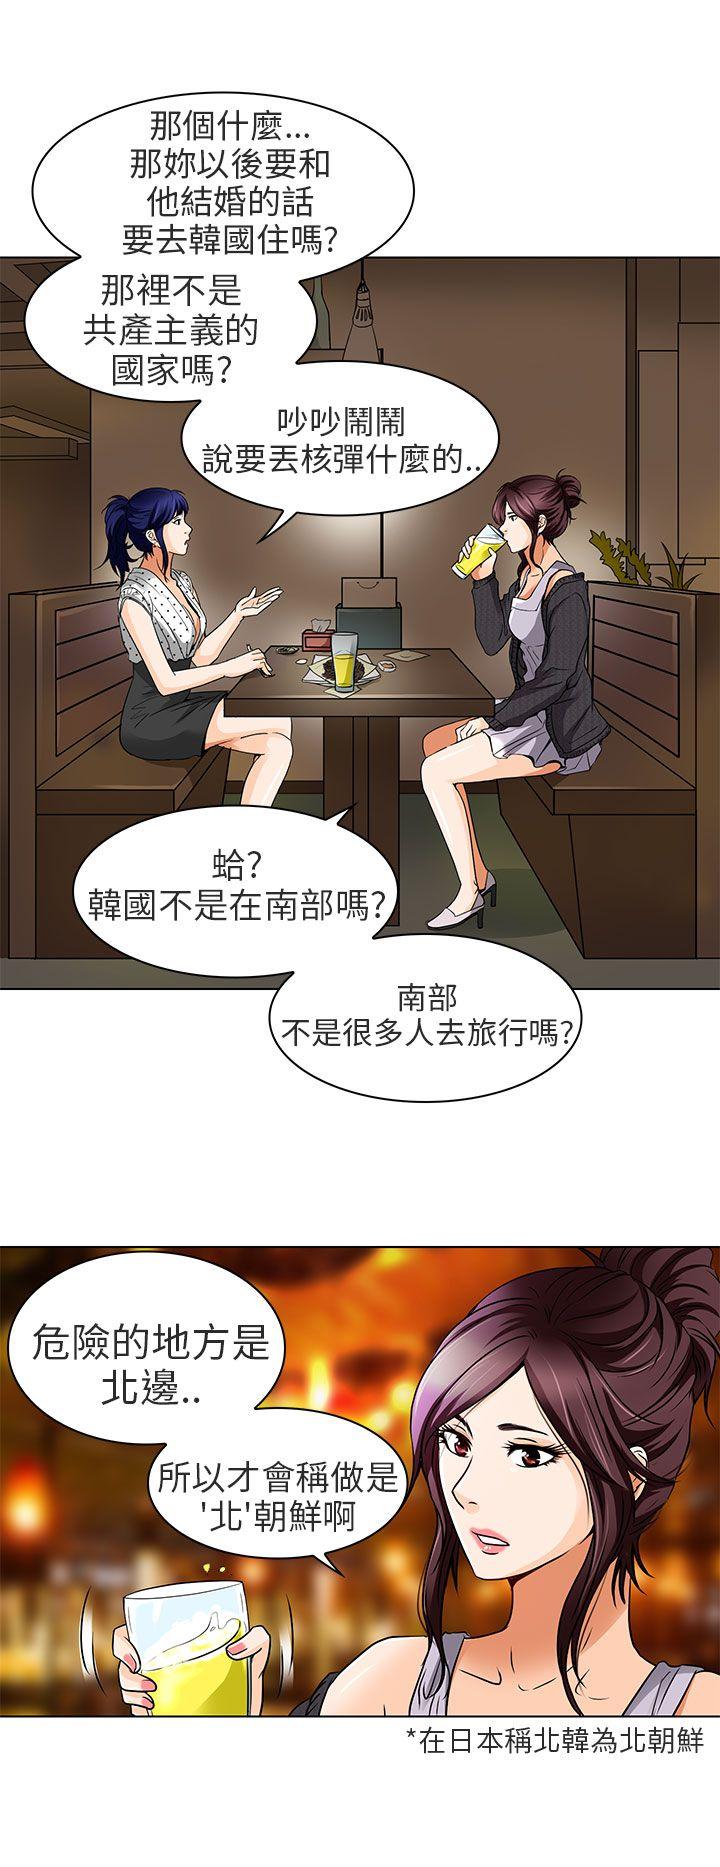 那個什麼...
那妳以後要和
他結婚的話
要去韓國住嗎?
那裡不是
共產主義的
國家嗎?
吵吵鬧鬧
說要丟核彈什麼的..
蛤?
韓國不是在南部嗎?
南部
不是很多人去旅行嗎?
危險的地方是
北邊..
所以才會稱做是
'北'朝鮮啊
*在日本稱北韓為北朝鮮